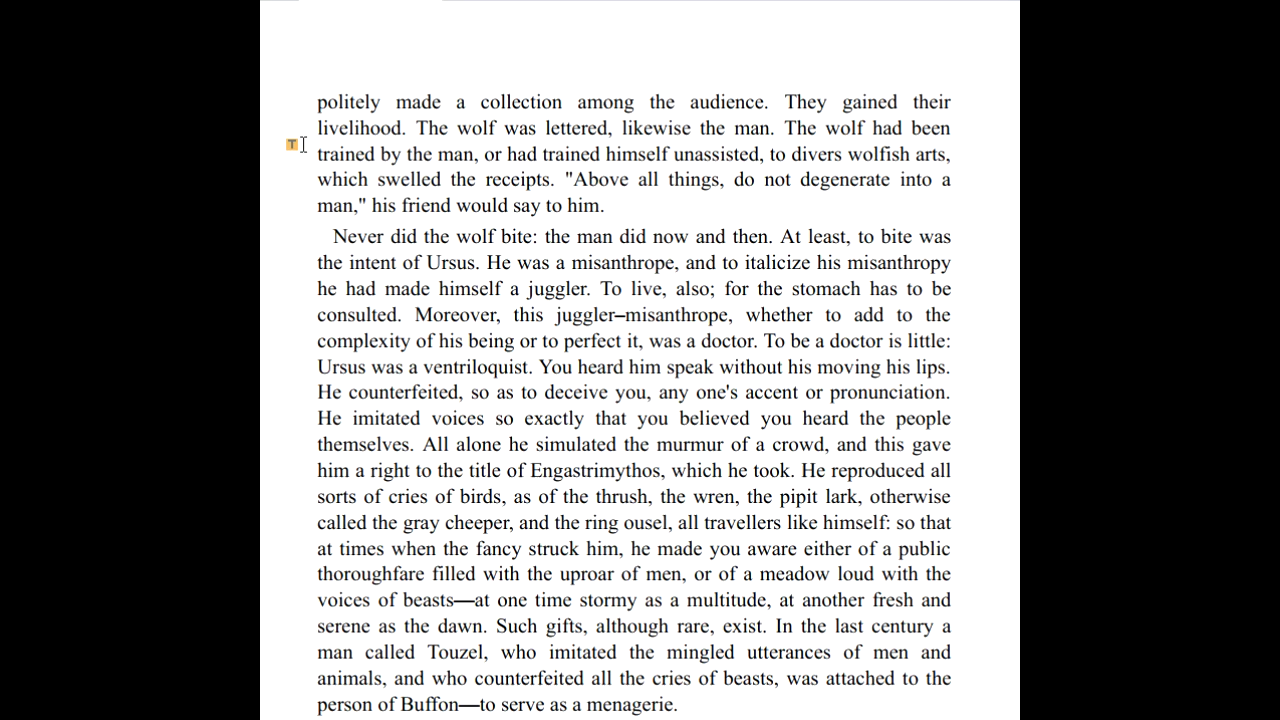 politely made a collection among the audience. They gained their
livelihood. The wolf was lettered, likewise the man. The wolf had been
T
trained by the man, or had trained himself unassisted, to divers wolfish arts,
which swelled the receipts. "Above all things, do not degenerate into a
man," his friend would say to him.
Never did the wolf bite: the man did now and then. At least, to bite was
the intent of Ursus. He was a misanthrope, and to italicize his misanthropy
he had made himself a juggler. To live, also; for the stomach has to be
consulted. Moreover, this juggler–misanthrope, whether to add to the
complexity of his being or to perfect it, was a doctor. To be a doctor is little:
Ursus was a ventriloquist. You heard him speak without his moving his lips.
He counterfeited, so as to deceive you, any one's accent or pronunciation.
He imitated voices so exactly that you believed you heard the people
themselves. All alone he simulated the murmur of a crowd, and this gave
him a right to the title of Engastrimythos, which he took. He reproduced all
sorts of cries of birds, as of the thrush, the wren, the pipit lark, otherwise
called the gray cheeper, and the ring ousel, all travellers like himself: so that
at times when the fancy struck him, he made you aware either of a public
thoroughfare filled with the uproar of men, or of a meadow loud with the
voices of beasts—at one time stormy as a multitude, at another fresh and
serene as the dawn. Such gifts, although rare, exist. In the last century a
man called Touzel, who imitated the mingled utterances of men and
animals, and who counterfeited all the cries of beasts, was attached to the
person of Buffon—to serve as a menagerie.